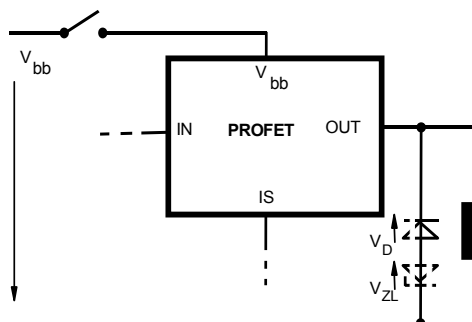 V bb
V bb
IN PROFET OUT
IS
V D
V ZL